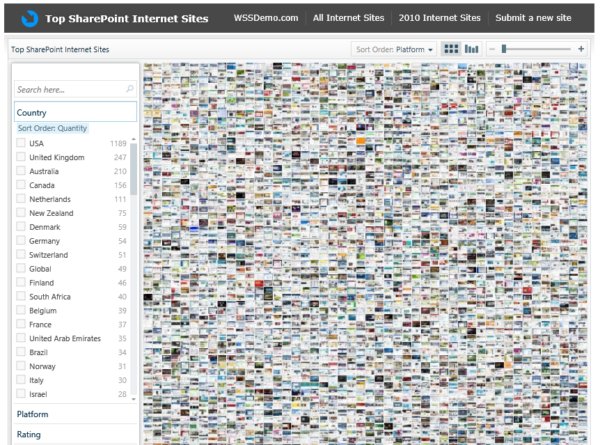 Top SharePoint Internet Sites WSSDemo.com All Internet Sites 2010 Internet Sites Submit a new site
Top SharePoint Internet Sites Sort Order: Platform
Search here...
Country
Sort Order: Quantity
USA 1189
United Kingdom 247
Australia 210
Canada 156
Netherlands 111
New Zealand 75
Denmark 59
Germany 54
Switzerland 51
Global 49
Finland 46
South Africa 40
Belgium 39
France 37
United Arab Emirates 35
Brazil 34
Norway 31
Italy 30
Israel 28
Platform
Rating